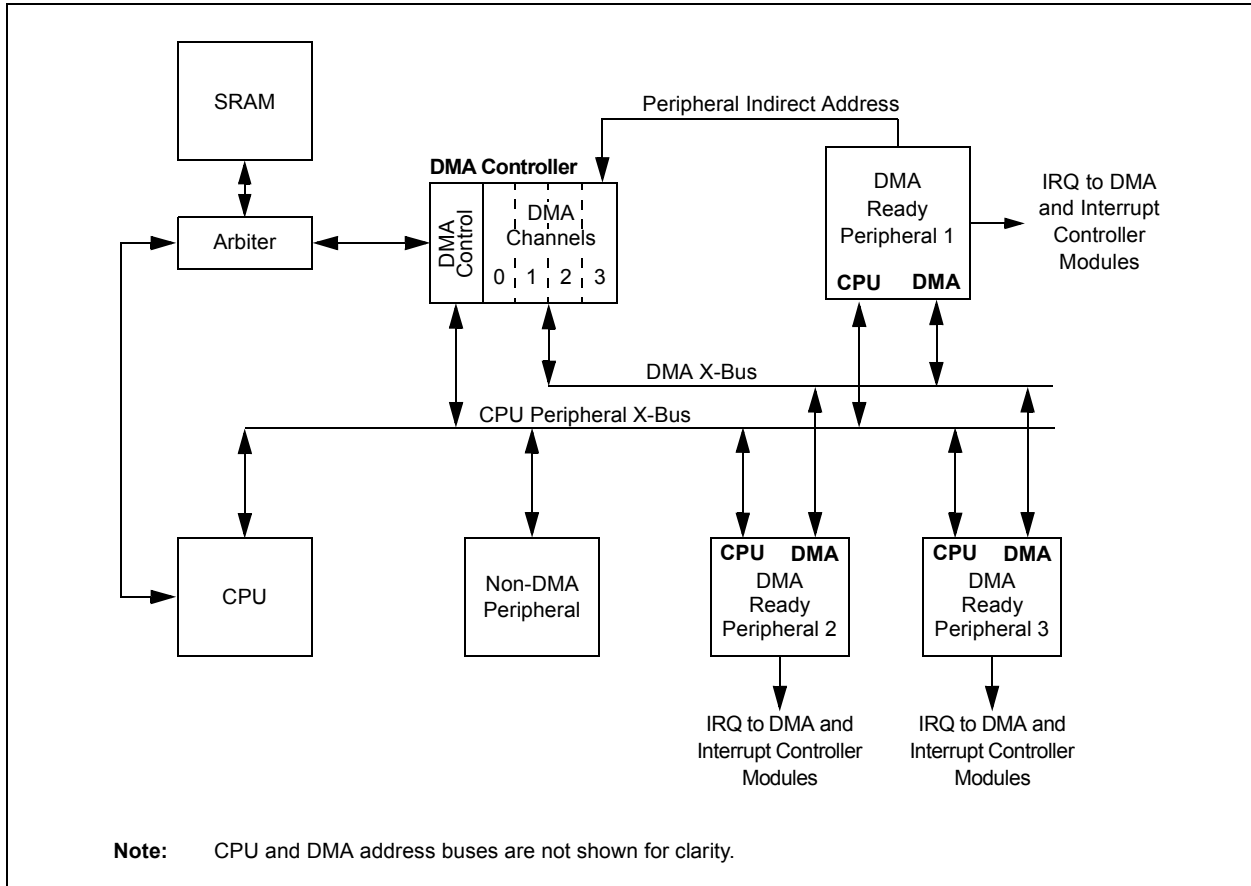 SRAM
Peripheral Indirect Address
DMA Controller
DMA
Ready
Peripheral 1
CPU DMA
IRQ to DMA
and Interrupt
Controller
Modules
Arbiter
DMA
Control
DMA
Channels
0 1 2 3
DMA X-Bus
CPU Peripheral X-Bus
CPU
Non-DMA
Peripheral
CPU DMA
DMA
Ready
Peripheral 2
CPU DMA
DMA
Ready
Peripheral 3
IRQ to DMA and
Interrupt Controller
Modules
IRQ to DMA and
Interrupt Controller
Modules
Note: CPU and DMA address buses are not shown for clarity.